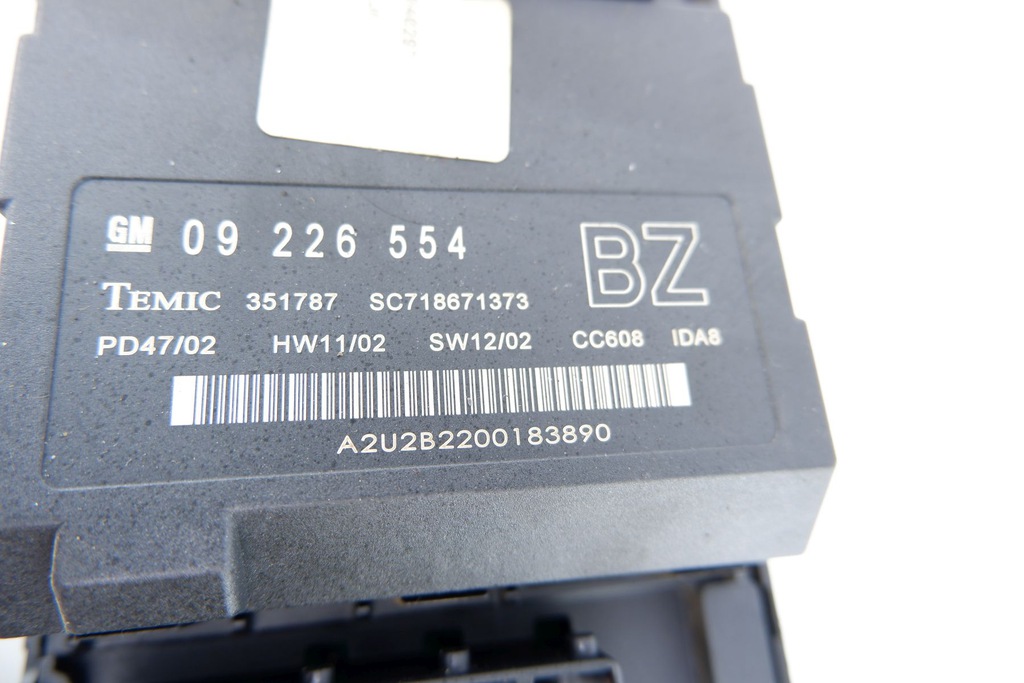 GM 09 226 554 BZ
TEMIC 351787 SC718671373
PD47/02 HW11/02 SW12/02 CC608 IDA8
A2U2B2200183890